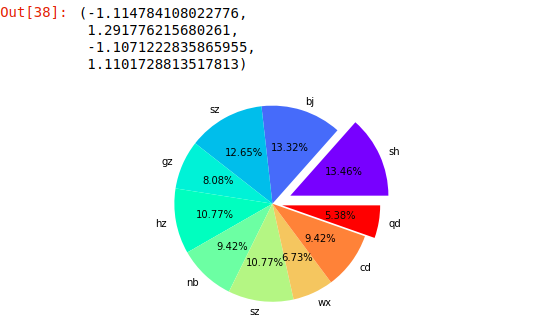 Out[38]: (-1.114784108022776,
1.291776215680261,
-1.1071222835865955,
1.1101728813517813)
bj
sz
13.32%
sh
12.65%
13.46%
gz
8.08%
10.77%
hz
5.38%
qd
9.42%
9.42%
10.77%
6.73%
cd
nb
wx
sz